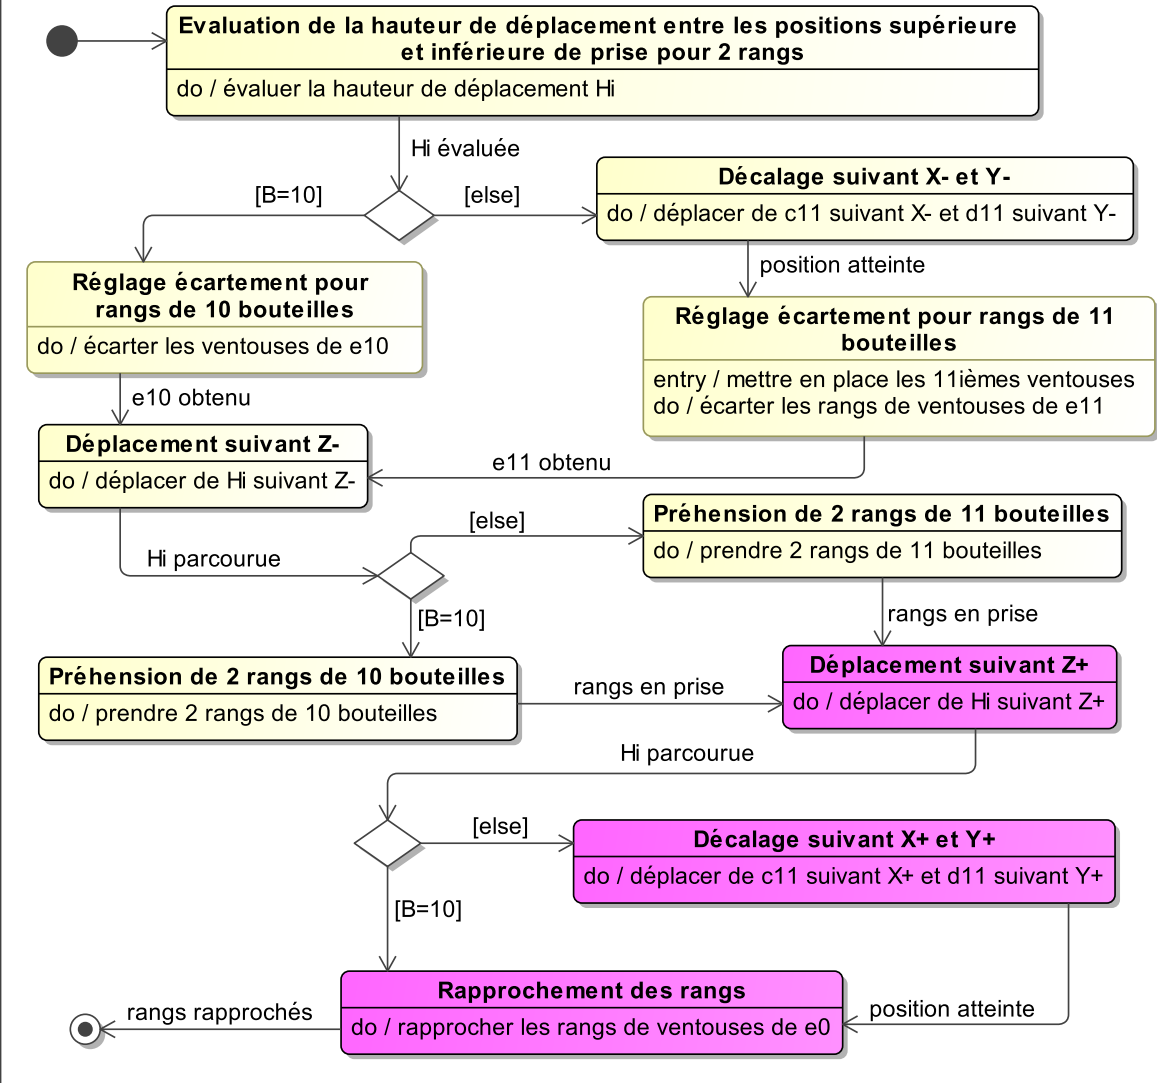 Evaluation de la hauteur de déplacement entre les positions supérieure
et inférieure de prise pour 2 rangs
do / évaluer la hauteur de déplacement Hi
Hi évaluée
[B=10]
[else]
Décalage suivant X- et Y-
do / déplacer de c11 suivant X- et d11 suivant Y-
position atteinte
Réglage écartement pour
rangs de 10 bouteilles
do / écarter les ventouses de e10
Réglage écartement pour rangs de 11
bouteilles
entry / mettre en place les 11ièmes ventouses
do / écarter les rangs de ventouses de e11
e10 obtenu
Déplacement suivant Z-
do / déplacer de Hi suivant Z-
e11 obtenu
Hi parcourue
[else]
Préhension de 2 rangs de 11 bouteilles
do / prendre 2 rangs de 11 bouteilles
[B=10]
rangs en prise
Préhension de 2 rangs de 10 bouteilles
do / prendre 2 rangs de 10 bouteilles
rangs en prise
Déplacement suivant Z+
do / déplacer de Hi suivant Z+
Hi parcourue
[else]
Décalage suivant X+ et Y+
do / déplacer de c11 suivant X+ et d11 suivant Y+
[B=10]
Rapprochement des rangs
do / rapprocher les rangs de ventouses de e0
position atteinte
rangs rapprochés